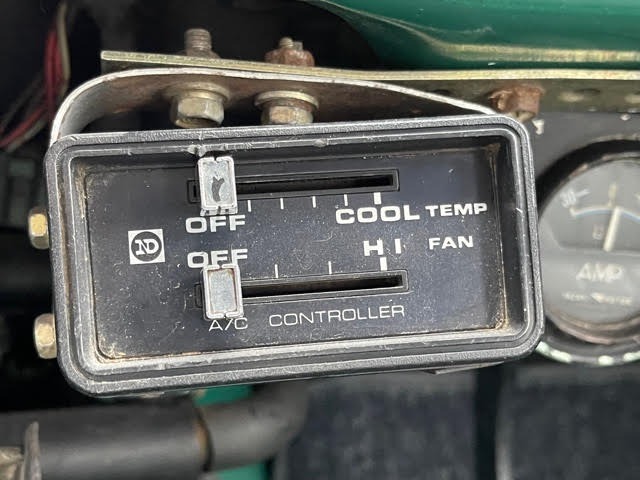 OFF COOL TEMP
ND
OFF HI FAN
A/C CONTROLLER
AMP